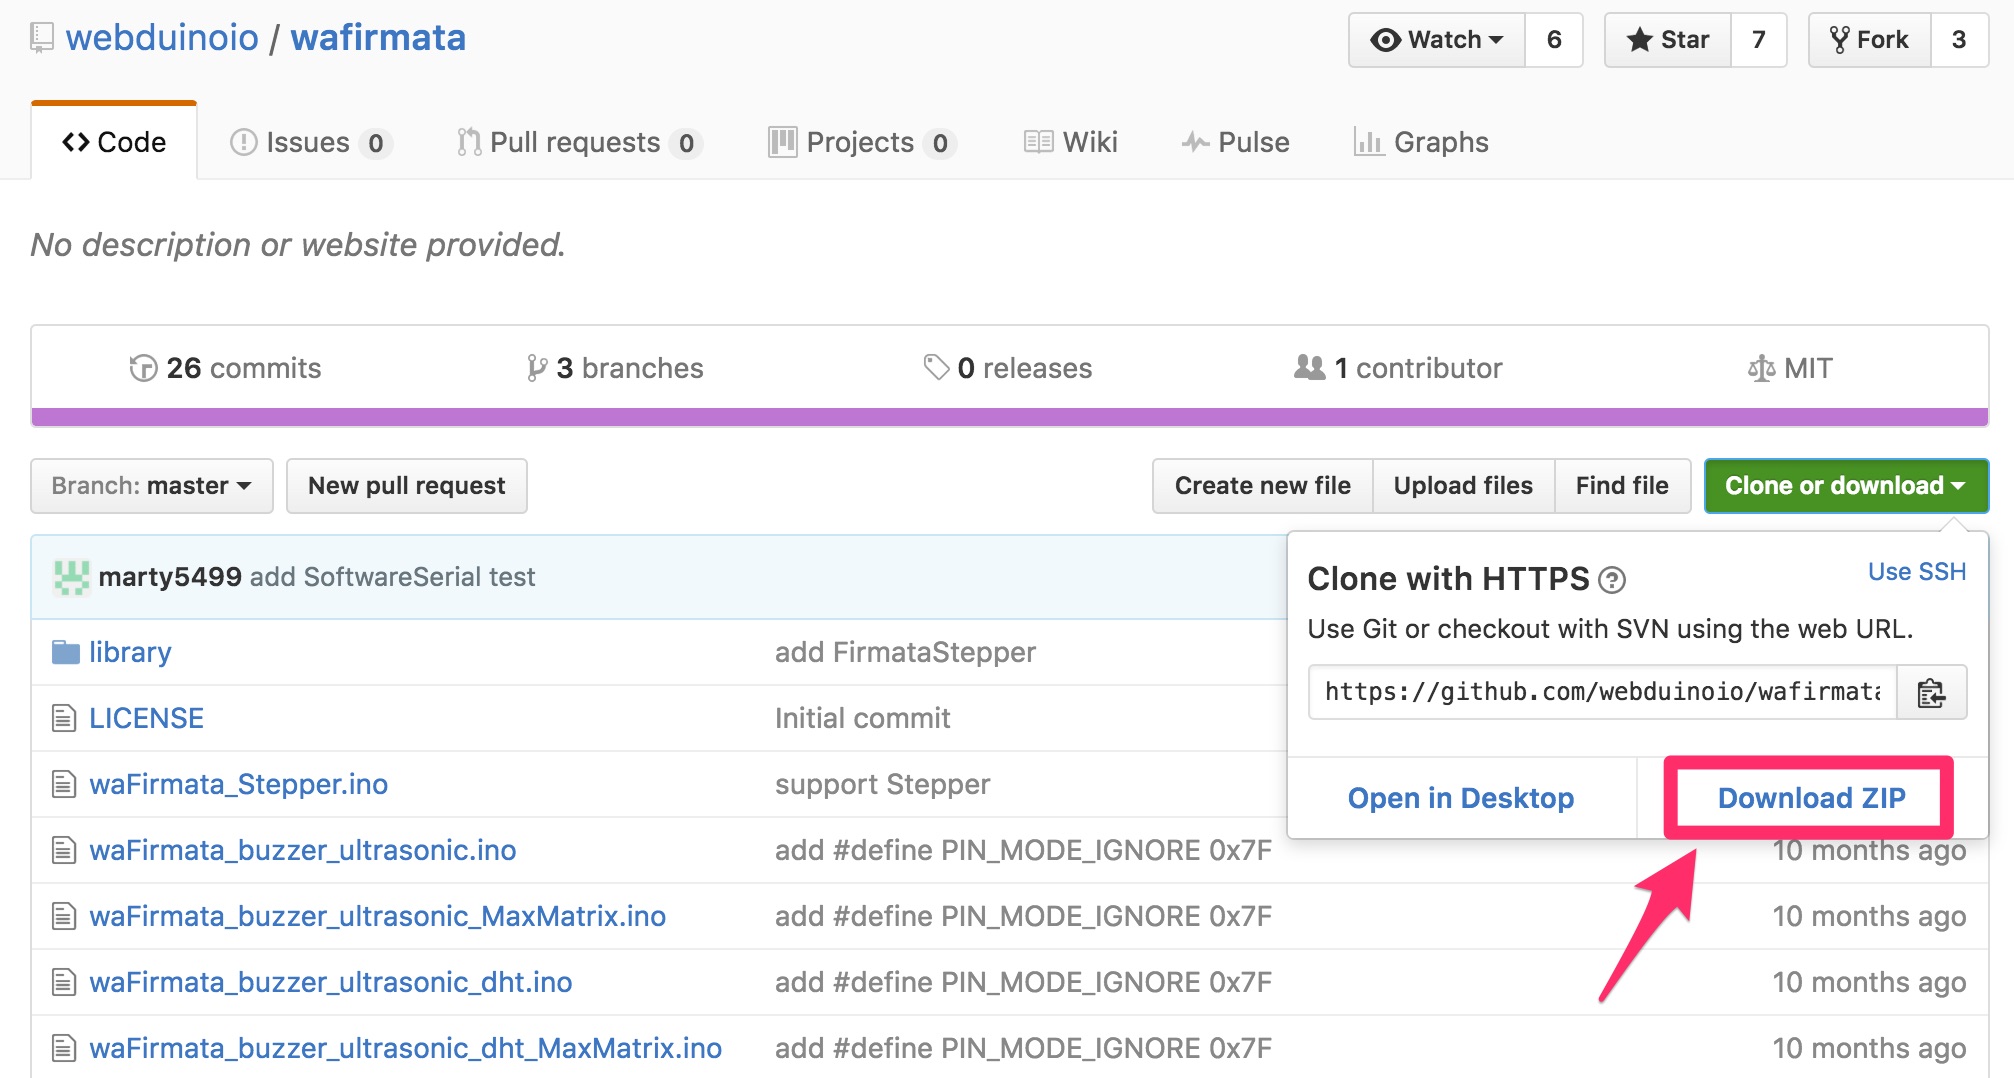 webduinoio / wafirmata
Watch 6 Star 7 Fork 3
Code Issues 0 Pull requests 0 Projects 0 Wiki Pulse Graphs
No description or website provided.
26 commits 3 branches 0 releases 1 contributor MIT
Branch: master New pull request Create new file Upload files Find file Clone or download
marty5499 add SoftwareSerial test
Clone with HTTPS ? Use SSH
Use Git or checkout with SVN using the web URL.
https://github.com/webduinoio/wafirmata
Open in Desktop Download ZIP
library add FirmataStepper
LICENSE Initial commit
waFirmata_Stepper.ino support Stepper
waFirmata_buzzer_ultrasonic.ino add #define PIN_MODE_IGNORE 0x7F 10 months ago
waFirmata_buzzer_ultrasonic_MaxMatrix.ino add #define PIN_MODE_IGNORE 0x7F 10 months ago
waFirmata_buzzer_ultrasonic_dht.ino add #define PIN_MODE_IGNORE 0x7F 10 months ago
waFirmata_buzzer_ultrasonic_dht_MaxMatrix.ino add #define PIN_MODE_IGNORE 0x7F 10 months ago